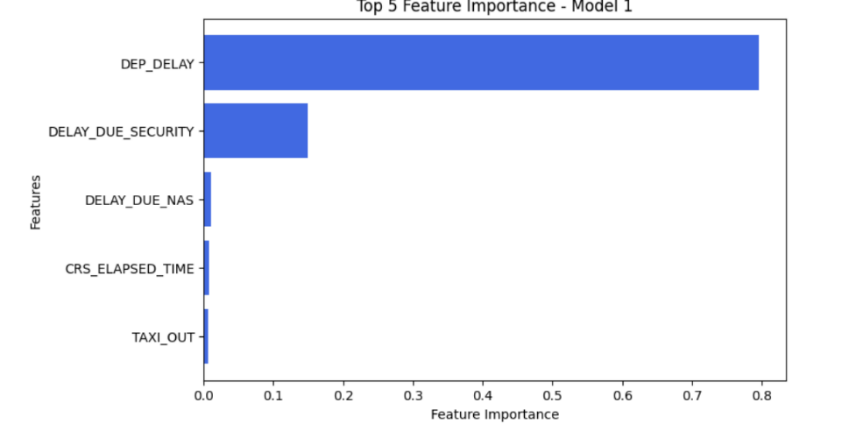 Top 5 Feature Importance - Model 1
DEP_DELAY
DELAY_DUE_SECURITY
DELAY_DUE_NAS
CRS_ELAPSED_TIME
TAXI_OUT
Features
0.0 0.1 0.2 0.3 0.4 0.5 0.6 0.7 0.8
Feature Importance